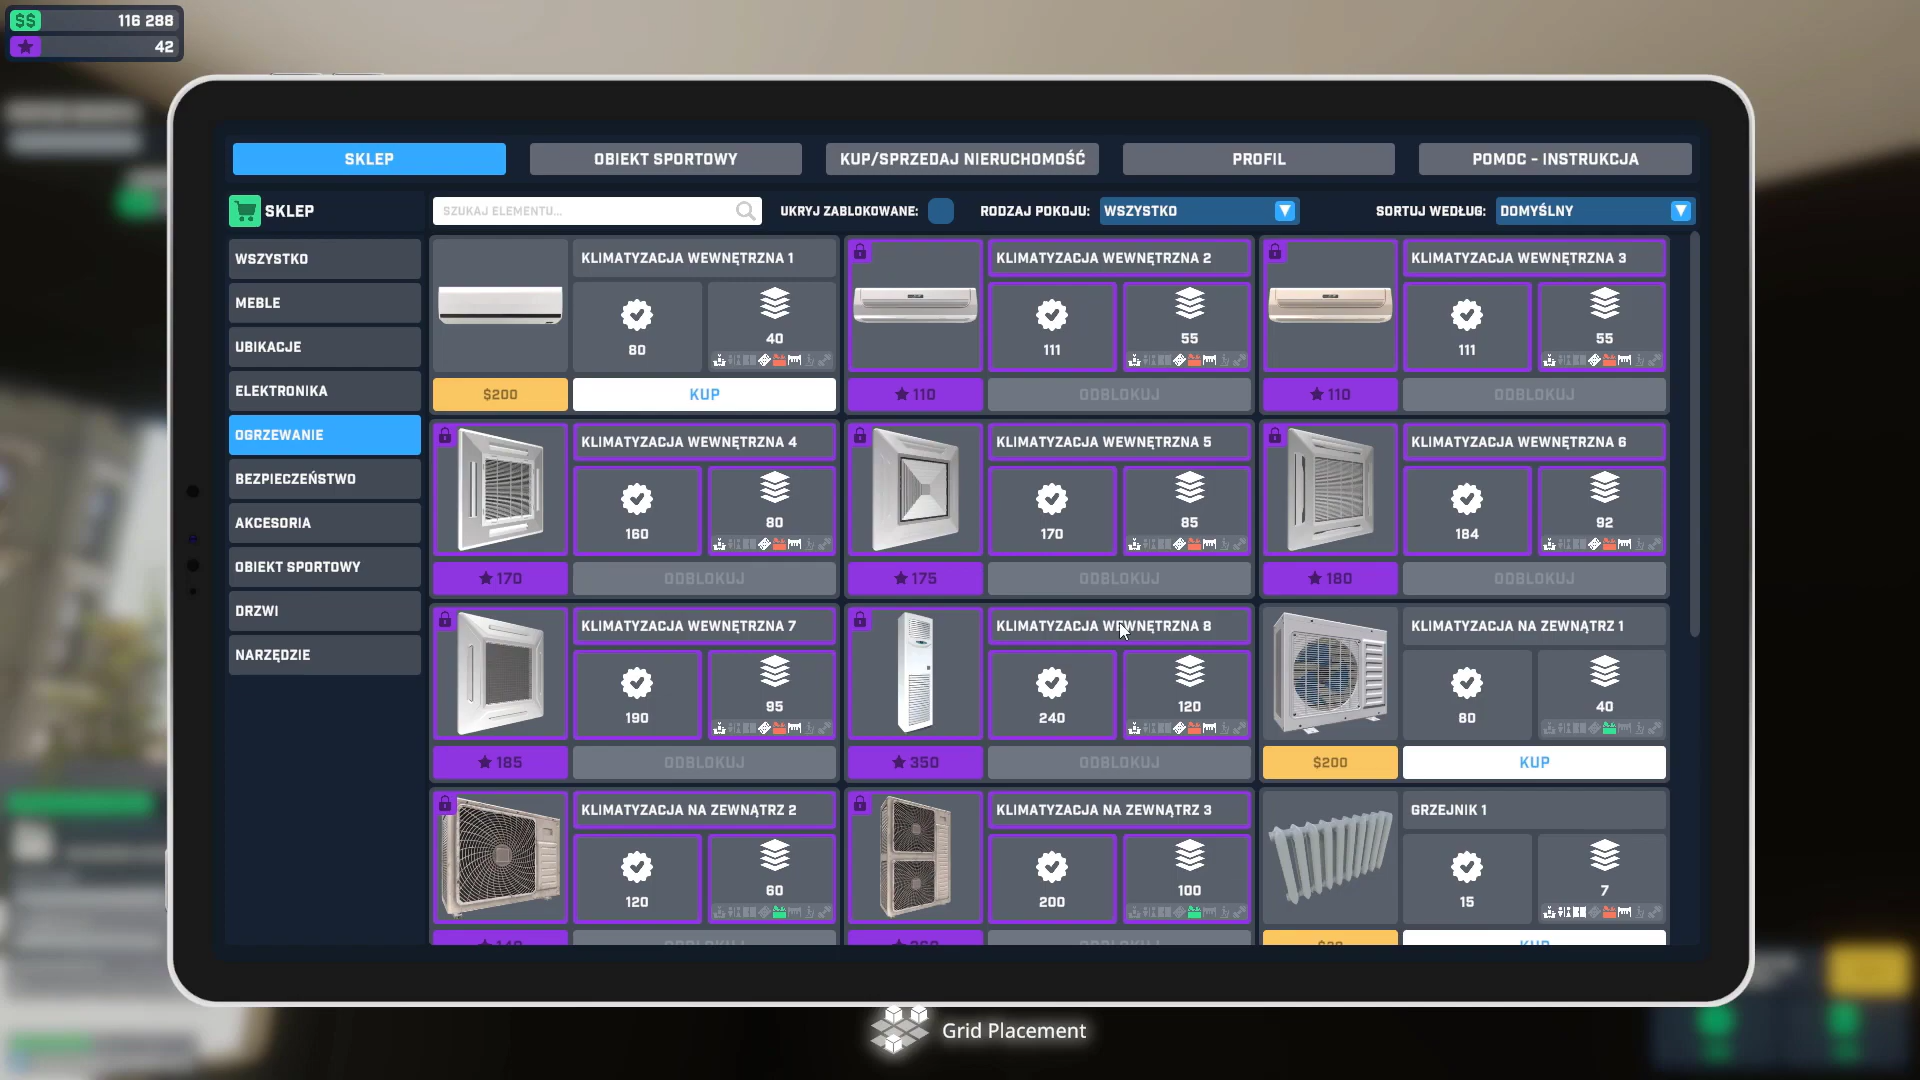 $$ 116 288
42
SKLEP
OBIEKT SPORTOWY
KUP/SPRZEDAJ NIERUCHOMOŚĆ
PROFIL
POMOC - INSTRUKCJA
SKLEP
SZUKAJ ELEMENTU...
UKRYJ ZABLOKOWANE:
RODZAJ POKOJU:
WSZYSTKO
SORTUJ WEDŁUG:
DOMYŚLNY
WSZYSTKO
MEBLE
UBIKACJE
ELEKTRONIKA
OGRZEWANIE
BEZPIECZEŃSTWO
AKCESORIA
OBIEKT SPORTOWY
DRZWI
NARZĘDZIE
KLIMATYZACJA WEWNĘTRZNA 1
80
40
$200
KUP
KLIMATYZACJA WEWNĘTRZNA 2
111
55
110
ODBLOKUJ
KLIMATYZACJA WEWNĘTRZNA 3
111
55
110
ODBLOKUJ
KLIMATYZACJA WEWNĘTRZNA 4
160
80
170
ODBLOKUJ
KLIMATYZACJA WEWNĘTRZNA 5
170
85
175
ODBLOKUJ
KLIMATYZACJA WEWNĘTRZNA 6
184
92
180
ODBLOKUJ
KLIMATYZACJA WEWNĘTRZNA 7
190
95
185
ODBLOKUJ
KLIMATYZACJA WEWNĘTRZNA 8
240
120
350
ODBLOKUJ
KLIMATYZACJA NA ZEWNĄTRZ 1
80
40
$200
KUP
KLIMATYZACJA NA ZEWNĄTRZ 2
120
60
ODBLOKUJ
KLIMATYZACJA NA ZEWNĄTRZ 3
200
100
ODBLOKUJ
GRZEJNIK 1
15
7
KUP
Grid Placement